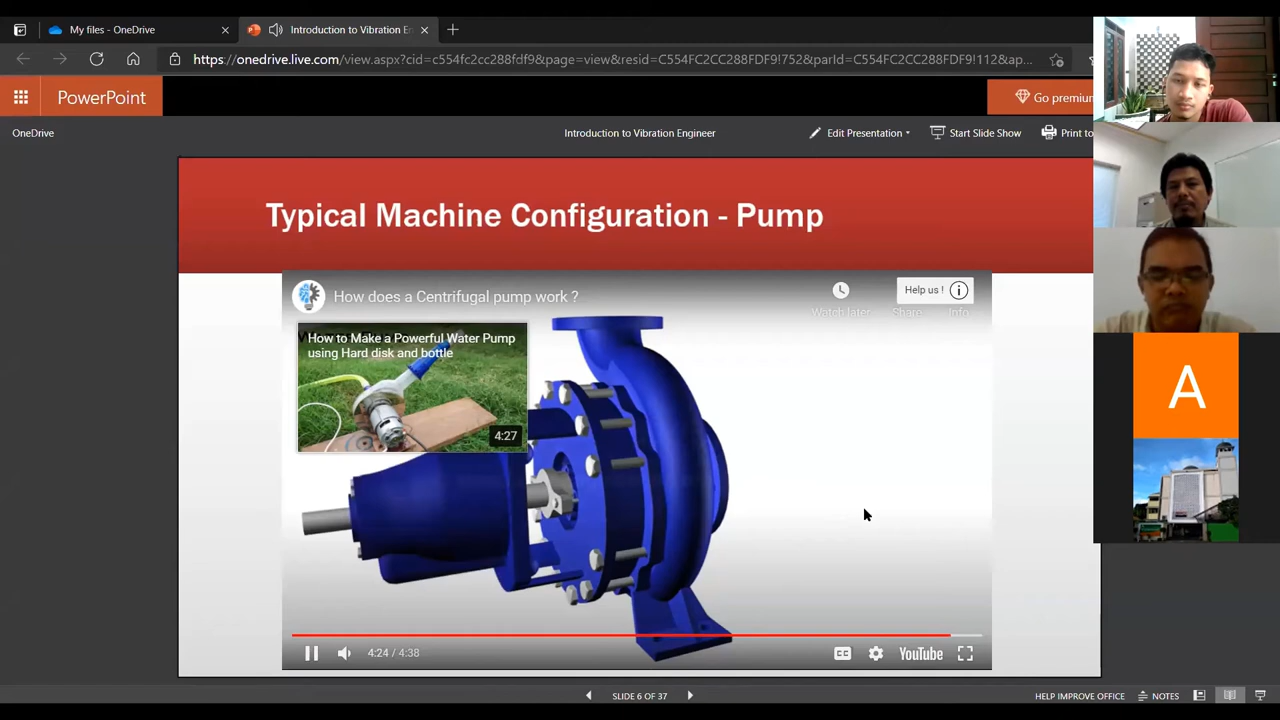 My files - OneDrive
Introduction to Vibration En
https://onedrive.live.com/view.aspx?cid=c554fc2cc288fdf9&page=view&resid=C554FC2CC288FDF9!752&parId=C554FC2CC288FDF9!112&ap...
PowerPoint
Go premium
OneDrive
Introduction to Vibration Engineer
Edit Presentation
Start Slide Show
Print to
Typical Machine Configuration - Pump
How does a Centrifugal pump work ?
Help us !
Watch later
Share
Info
How to Make a Powerful Water Pump
using Hard disk and bottle
4:27
A
4:24 / 4:38
CC
YouTube
SLIDE 6 OF 37
HELP IMPROVE OFFICE
NOTES